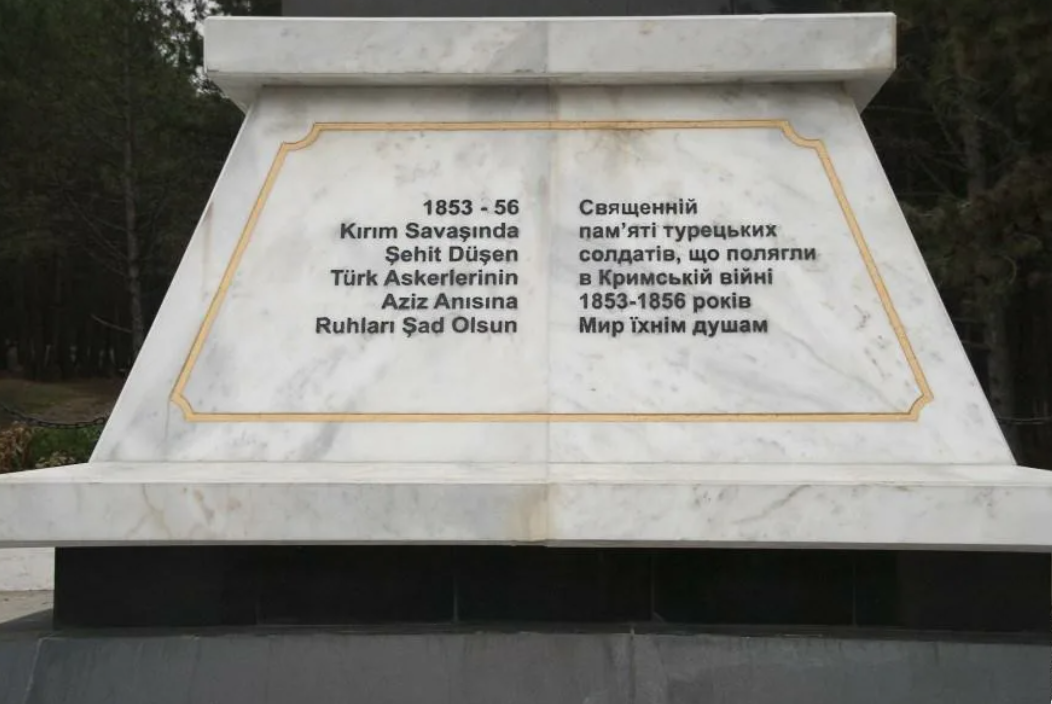 1853 - 56
Kırım Savaşında
Şehit Düşen
Türk Askerlerinin
Aziz Anısına
Ruhları Şad Olsun
Священній
пам’яті турецьких
солдатів, що полягли
в Кримській війні
1853-1856 років
Мир їхнім душам